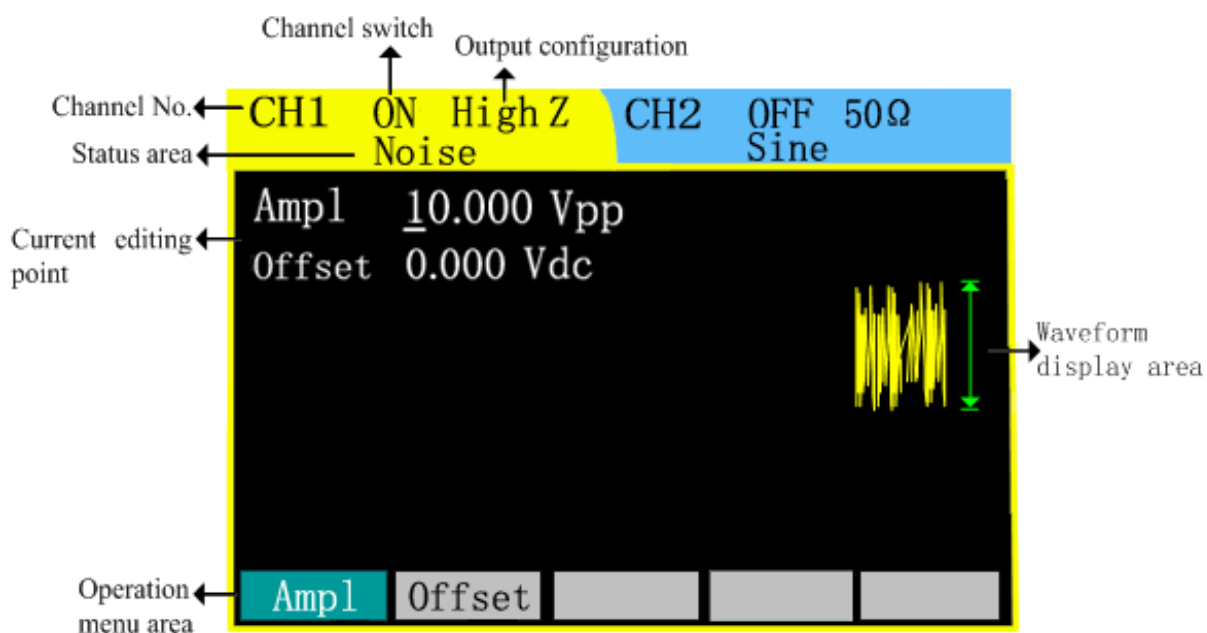 Channel switch
Output configuration
Channel No.
CH1 ON High Z
CH2 OFF 50Ω
Status area
Noise
Sine
Ampl 10.000 Vpp
Current editing
point
Offset 0.000 Vdc
Waveform
display area
Operation
menu area
Ampl
Offset